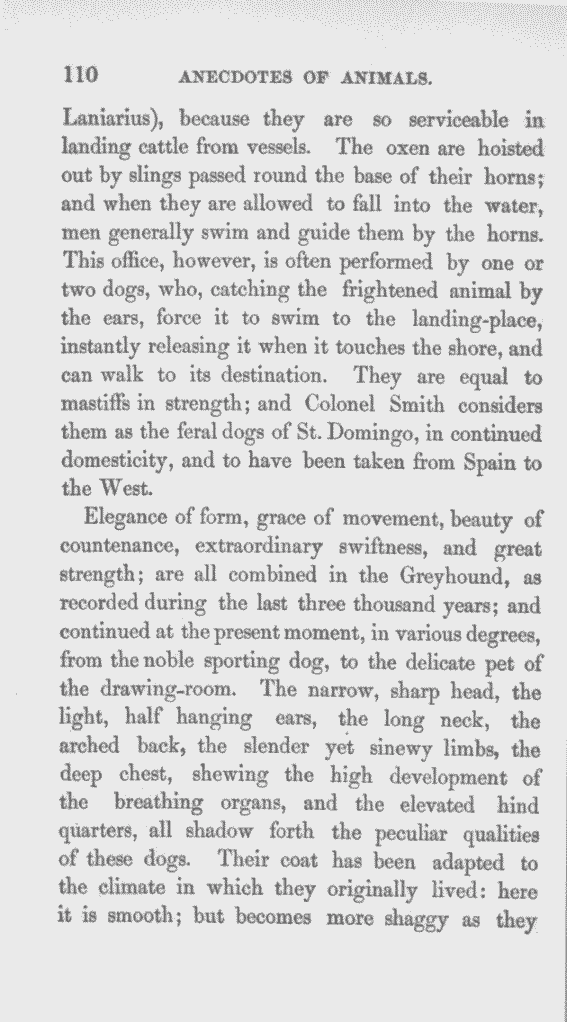 110 ANECDOTES OF ANIMALS.
Laniarius), because they are so serviceable in
landing cattle from vessels. The oxen are hoisted
out by slings passed round the base of their horns;
and when they are allowed to fall into the water,
men generally swim and guide them by the horns.
This office, however, is often performed by one or
two dogs, who, catching the frightened animal by
the ears, force it to swim to the landing-place,
instantly releasing it when it touches the shore, and
can walk to its destination. They are equal to
mastiffs in strength; and Colonel Smith considers
them as the feral dogs of St. Domingo, in continued
domesticity, and to have been taken from Spain to
the West.
Elegance of form, grace of movement, beauty of
countenance, extraordinary swiftness, and great
strength; are all combined in the Greyhound, as
recorded during the last three thousand years; and
continued at the present moment, in various degrees,
from the noble sporting dog, to the delicate pet of
the drawing-room. The narrow, sharp head, the
light, half hanging ears, the long neck, the
arched back, the slender yet sinewy limbs, the
deep chest, shewing the high development of
the breathing organs, and the elevated hind
quarters, all shadow forth the peculiar qualities
of these dogs. Their coat has been adapted to
the climate in which they originally lived: here
it is smooth; but becomes more shaggy as they